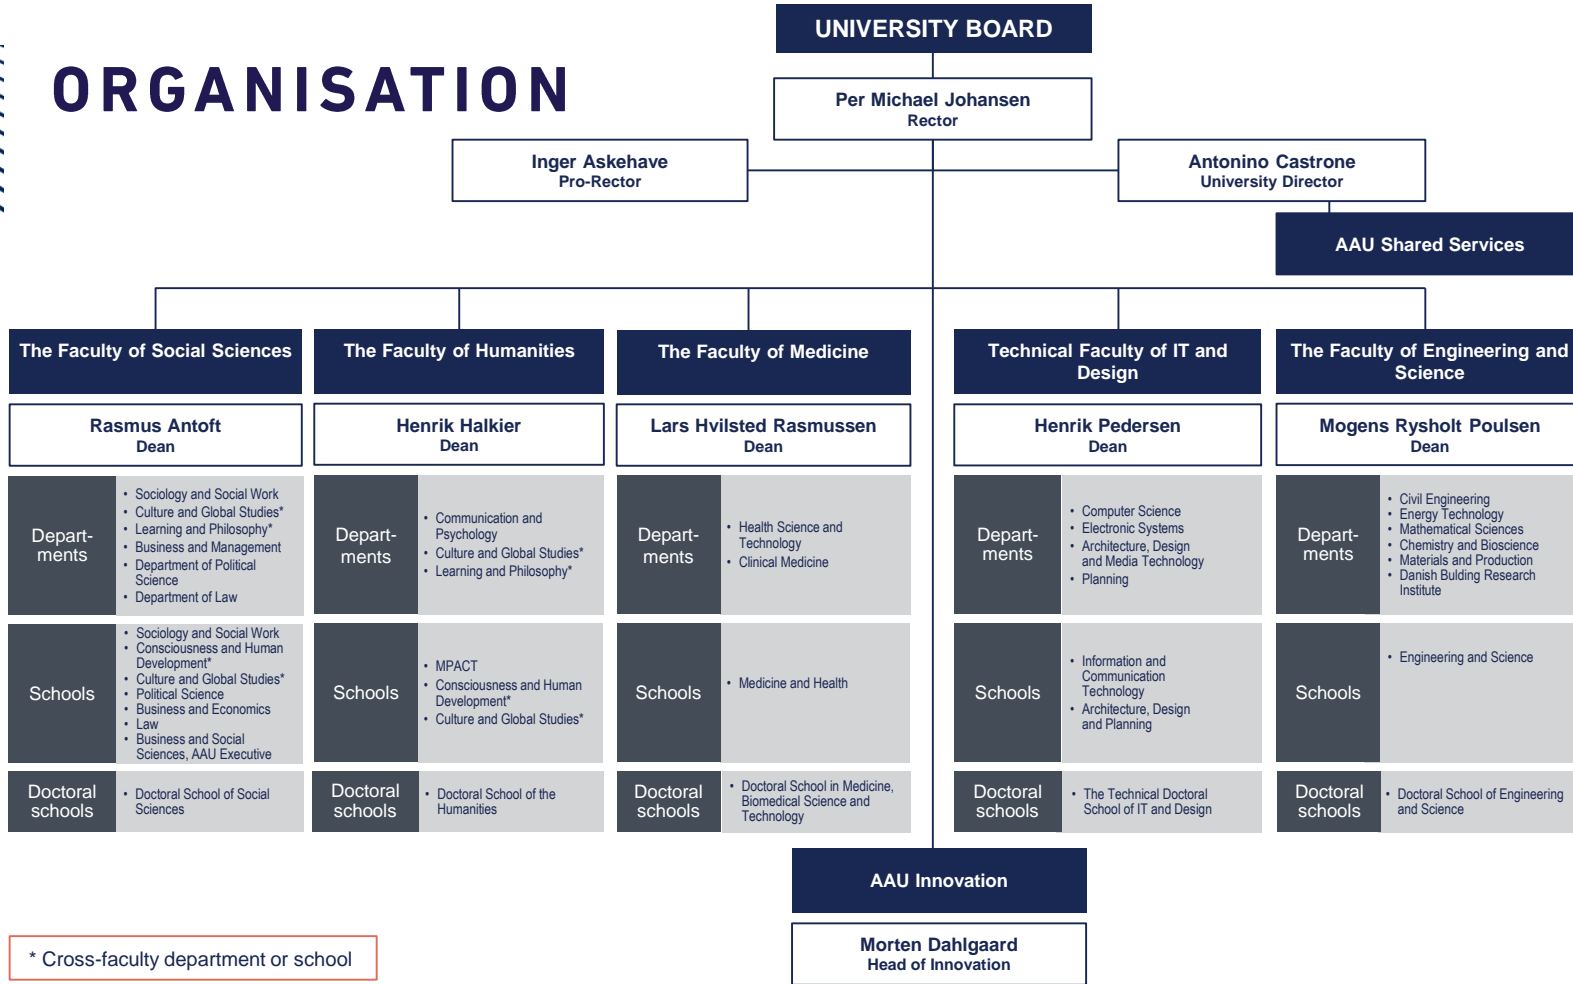 UNIVERSITY BOARD
ORGANISATION
Per Michael Johansen
Rector
Inger Askehave
Pro-Rector
Antonino Castrone
University Director
AAU Shared Services
The Faculty of Social Sciences
Rasmus Antoft
Dean
Depart-
ments
• Sociology and Social Work
• Culture and Global Studies*
• Learning and Philosophy*
• Business and Management
• Department of Political
Science
• Department of Law
Schools
• Sociology and Social Work
• Consciousness and Human
Development*
• Culture and Global Studies*
• Political Science
• Business and Economics
• Law
• Business and Social
Sciences, AAU Executive
Doctoral
schools
• Doctoral School of Social
Sciences
The Faculty of Humanities
Henrik Halkier
Dean
Depart-
ments
• Communication and
Psychology
• Culture and Global Studies*
• Learning and Philosophy*
Schools
• MPACT
• Consciousness and Human
Development*
• Culture and Global Studies*
Doctoral
schools
• Doctoral School of the
Humanities
The Faculty of Medicine
Lars Hvilsted Rasmussen
Dean
Depart-
ments
• Health Science and
Technology
• Clinical Medicine
Schools
• Medicine and Health
Doctoral
schools
• Doctoral School in Medicine,
Biomedical Science and
Technology
Technical Faculty of IT and
Design
Henrik Pedersen
Dean
Depart-
ments
• Computer Science
• Electronic Systems
• Architecture, Design
and Media Technology
• Planning
Schools
• Information and
Communication
Technology
• Architecture, Design
and Planning
Doctoral
schools
• The Technical Doctoral
School of IT and Design
The Faculty of Engineering and
Science
Mogens Rysholt Poulsen
Dean
Depart-
ments
• Civil Engineering
• Energy Technology
• Mathematical Sciences
• Chemistry and Bioscience
• Materials and Production
• Danish Bulding Research
Institute
Schools
• Engineering and Science
Doctoral
schools
• Doctoral School of Engineering
and Science
AAU Innovation
Morten Dahlgaard
Head of Innovation
* Cross-faculty department or school